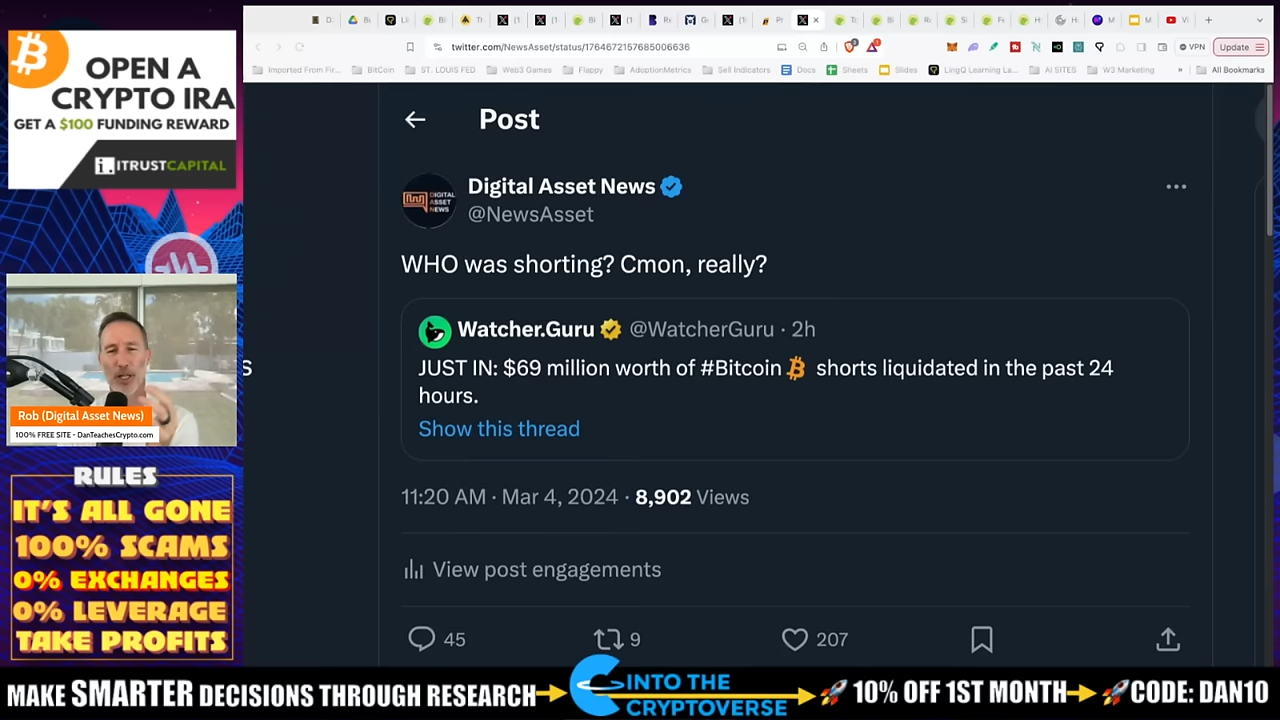 OPEN A
CRYPTO IRA
GET A $100 FUNDING REWARD
ITRUSTCAPITAL
Rob (Digital Asset News)
100% FREE SITE - DanTeachesCrypto.com
RULES
IT'S ALL GONE
100% SCAMS
0% EXCHANGES
0% LEVERAGE
TAKE PROFITS
twitter.com/NewsAsset/status/1764672157685006636
VPN
Update
Imported From Fir...
BitCoin
ST. LOUIS FED
Web3 Games
Flappy
AdoptionMetrics
Sell Indicators
Docs
Sheets
Slides
LingQ Learning La...
AI SITES
W3 Marketing
»
All Bookmarks
Post
Digital Asset News
@NewsAsset
DIGITAL
ASSET
NEWS
WHO was shorting? Cmon, really?
Watcher.Guru @WatcherGuru · 2h
JUST IN: $69 million worth of #Bitcoin shorts liquidated in the past 24
hours.
Show this thread
11:20 AM · Mar 4, 2024 · 8,902 Views
View post engagements
45 9 207
S
MAKE SMARTER DECISIONS THROUGH RESEARCH
INTO THE
CRYPTOVERSE
10% OFF 1ST MONTH
CODE: DAN10